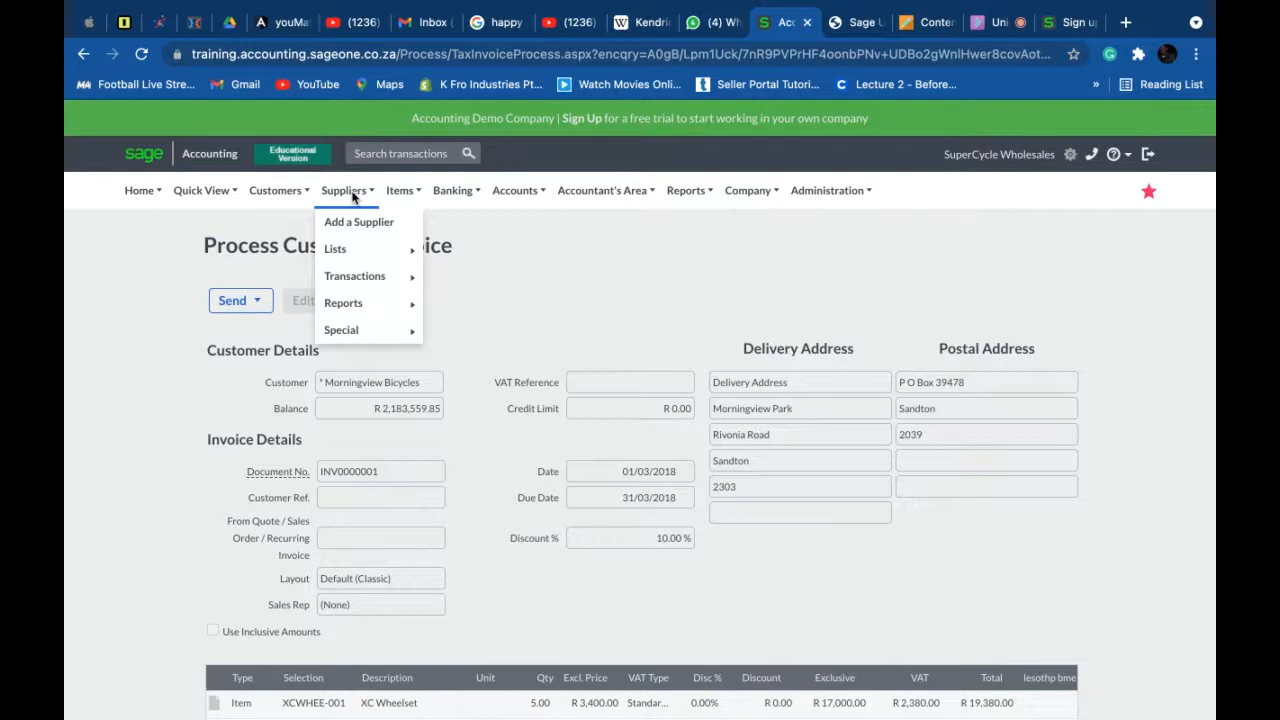 youMa
(1236)
Inbox (
happy
(1236)
Kendri
(4) Wh
Acc
Sage U
Conter
Uni
Sign up
training.accounting.sageone.co.za/Process/TaxInvoiceProcess.aspx?encqry=A0gB/Lpm1Uck/7nR9PVPrHF4oonbPNv+UDBo2gWnlHwer8covAot...
Football Live Stre...
Gmail
YouTube
Maps
K Fro Industries Pt...
Watch Movies Onl...
Seller Portal Tutori...
Lecture 2 - Before...
»
Reading List
Accounting Demo Company | Sign Up for a free trial to start working in your own company
sage Accounting
Educational
Version
Search transactions
SuperCycle Wholesales
Home Quick View Customers Suppliers Items Banking Accounts Accountant's Area Reports Company Administration
Add a Supplier
Lists
Transactions
Reports
Special
Process Cus
ice
Send
Edit
Customer Details
Delivery Address
Postal Address
Customer * Morningview Bicycles
VAT Reference
Delivery Address
P O Box 39478
Balance R 2,183,559.85
Credit Limit R 0.00
Morningview Park
Sandton
Rivonia Road
2039
Invoice Details
Sandton
Document No. INV0000001
Date 01/03/2018
2303
Customer Ref.
Due Date 31/03/2018
From Quote / Sales
Order / Recurring
Invoice
Discount % 10.00 %
Layout Default (Classic)
Sales Rep (None)
Use Inclusive Amounts
Type Selection Description Unit Qty Excl. Price VAT Type Disc % Discount Exclusive VAT Total lesothp bme
Item XCWHEE-001 XC Wheelset 5.00 R 3,400.00 Standar... 0.00% R 0.00 R 17,000.00 R 2,380.00 R 19,380.00